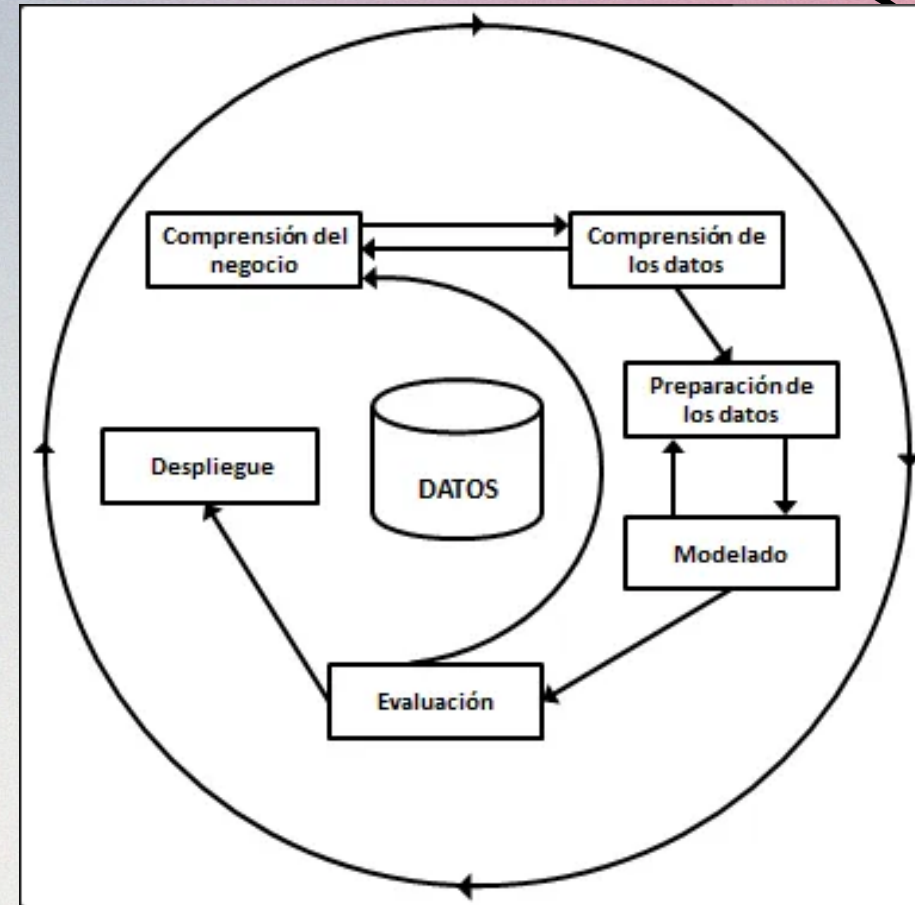 Comprensión del
negocio
Comprensión de
los datos
Preparación de
los datos
Despliegue
DATOS
Modelado
Evaluación